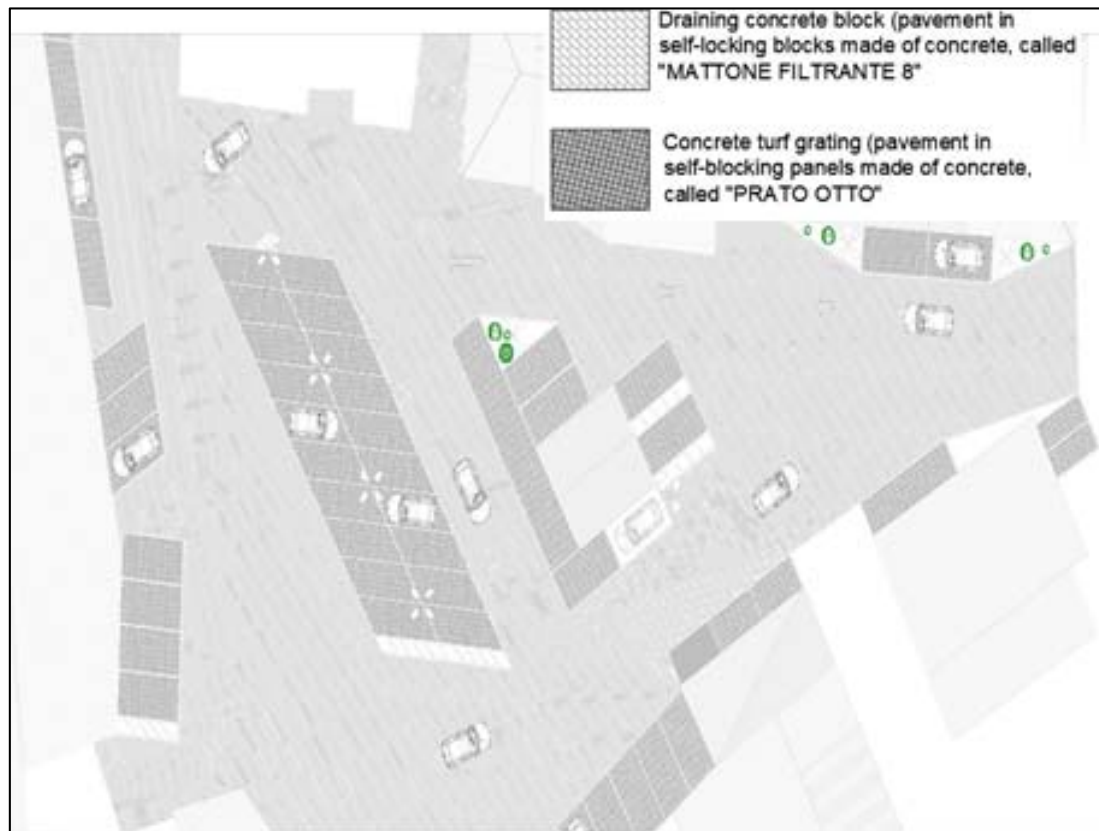 Draining concrete block (pavement in
self-locking blocks made of concrete, called
"MATTONE FILTRANTE 8"
Concrete turf grating (pavement in
self-blocking panels made of concrete,
called "PRATO OTTO"